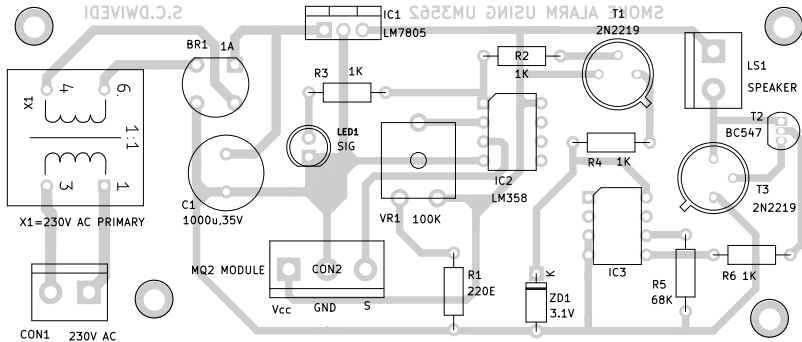 S.C.DWIVEDI
SMOKE ALARM USING UM3562
IC1
LM7805
T1
2N2219
BR1
1A
R3
1K
R2
1K
LS1
SPEAKER
X1
4
6.
1:1
3
1
X1=230V AC PRIMARY
LED1
SIG
T2
BC547
R4
1K
IC2
LM358
T3
2N2219
C1
1000u,35V
VR1
100K
MQ2 MODULE
CON2
Vcc
GND
S
R1
220E
K
ZD1
3.1V
IC3
R5
68K
R6 1K
CON1
230V AC